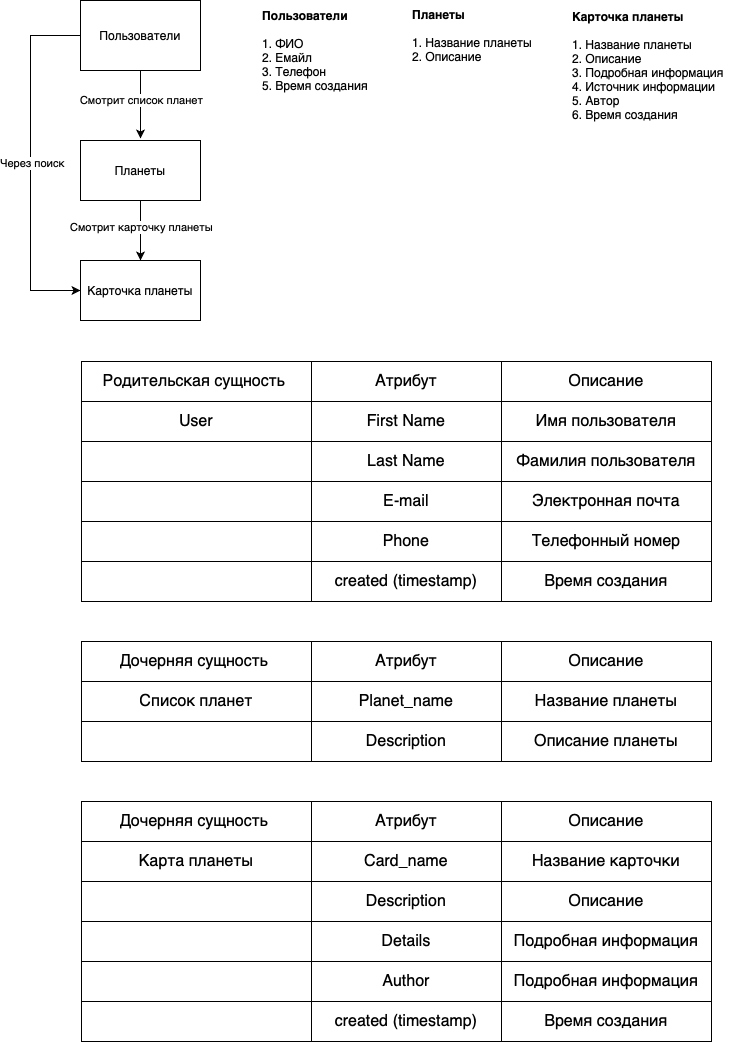 Пользователи
Смотрит список планет
Через поиск
Планеты
Смотрит карточку планеты
Карточка планеты
Пользователи
1. ФИО
2. Емайл
3. Телефон
5. Время создания
Планеты
1. Название планеты
2. Описание
Карточка планеты
1. Название планеты
2. Описание
3. Подробная информация
4. Источник информации
5. Автор
6. Время создания
Родительская сущность Атрибут Описание
User First Name Имя пользователя
Last Name Фамилия пользователя
E-mail Электронная почта
Phone Телефонный номер
created (timestamp) Время создания
Дочерняя сущность Атрибут Описание
Список планет Planet_name Название планеты
Description Описание планеты
Дочерняя сущность Атрибут Описание
Карта планеты Card_name Название карточки
Description Описание
Details Подробная информация
Author Подробная информация
created (timestamp) Время создания